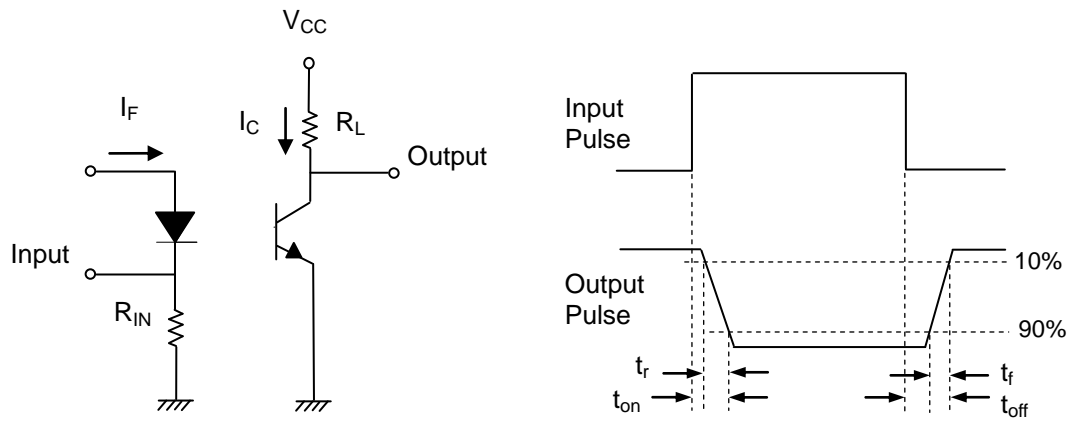 V_CC
I_F
I_C
R_L
Output
Input
R_IN
Input
Pulse
Output
Pulse
10%
90%
t_r
t_f
t_on
t_off